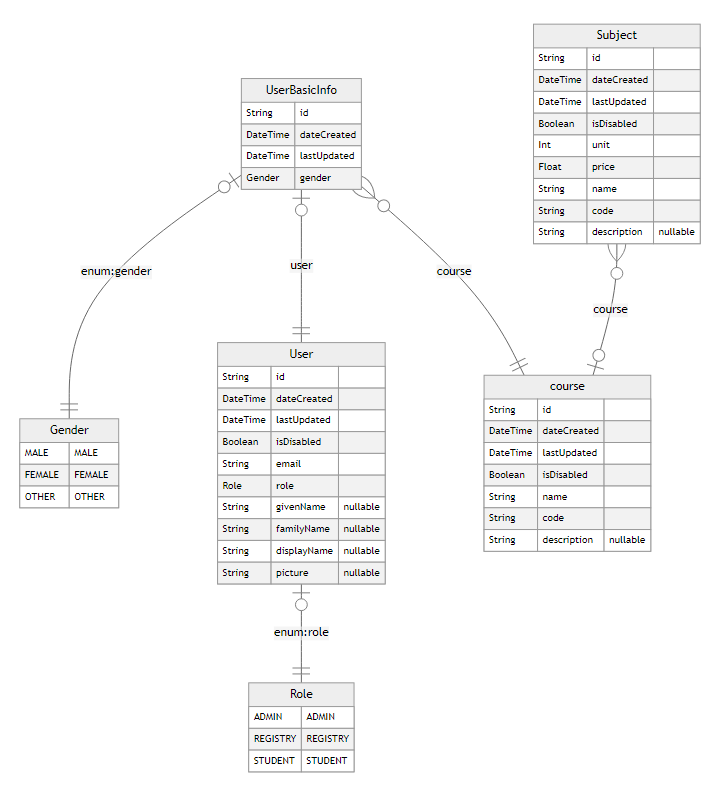 Subject
String id
DateTime dateCreated
DateTime lastUpdated
Boolean isDisabled
Int unit
Float price
String name
String code
String description nullable
UserBasicInfo
String id
DateTime dateCreated
DateTime lastUpdated
Gender gender
enum:gender
user
course
course
User
String id
DateTime dateCreated
DateTime lastUpdated
Boolean isDisabled
String email
Role role
String givenName nullable
String familyName nullable
String displayName nullable
String picture nullable
course
String id
DateTime dateCreated
DateTime lastUpdated
Boolean isDisabled
String name
String code
String description nullable
Gender
MALE MALE
FEMALE FEMALE
OTHER OTHER
enum:role
Role
ADMIN ADMIN
REGISTRY REGISTRY
STUDENT STUDENT